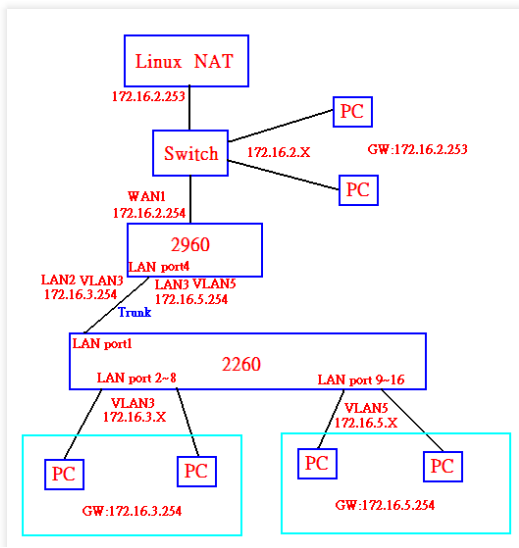 Linux NAT
172.16.2.253
PC
Switch
172.16.2.X
GW:172.16.2.253
PC
WAN1
172.16.2.254
2960
LAN port4
LAN2 VLAN3
172.16.3.254
LAN3 VLAN5
172.16.5.254
Trunk
LAN port1
2260
LAN port 2~8
LAN port 9~16
VLAN3
172.16.3.X
VLAN5
172.16.5.X
PC
PC
PC
PC
GW:172.16.3.254
GW:172.16.5.254